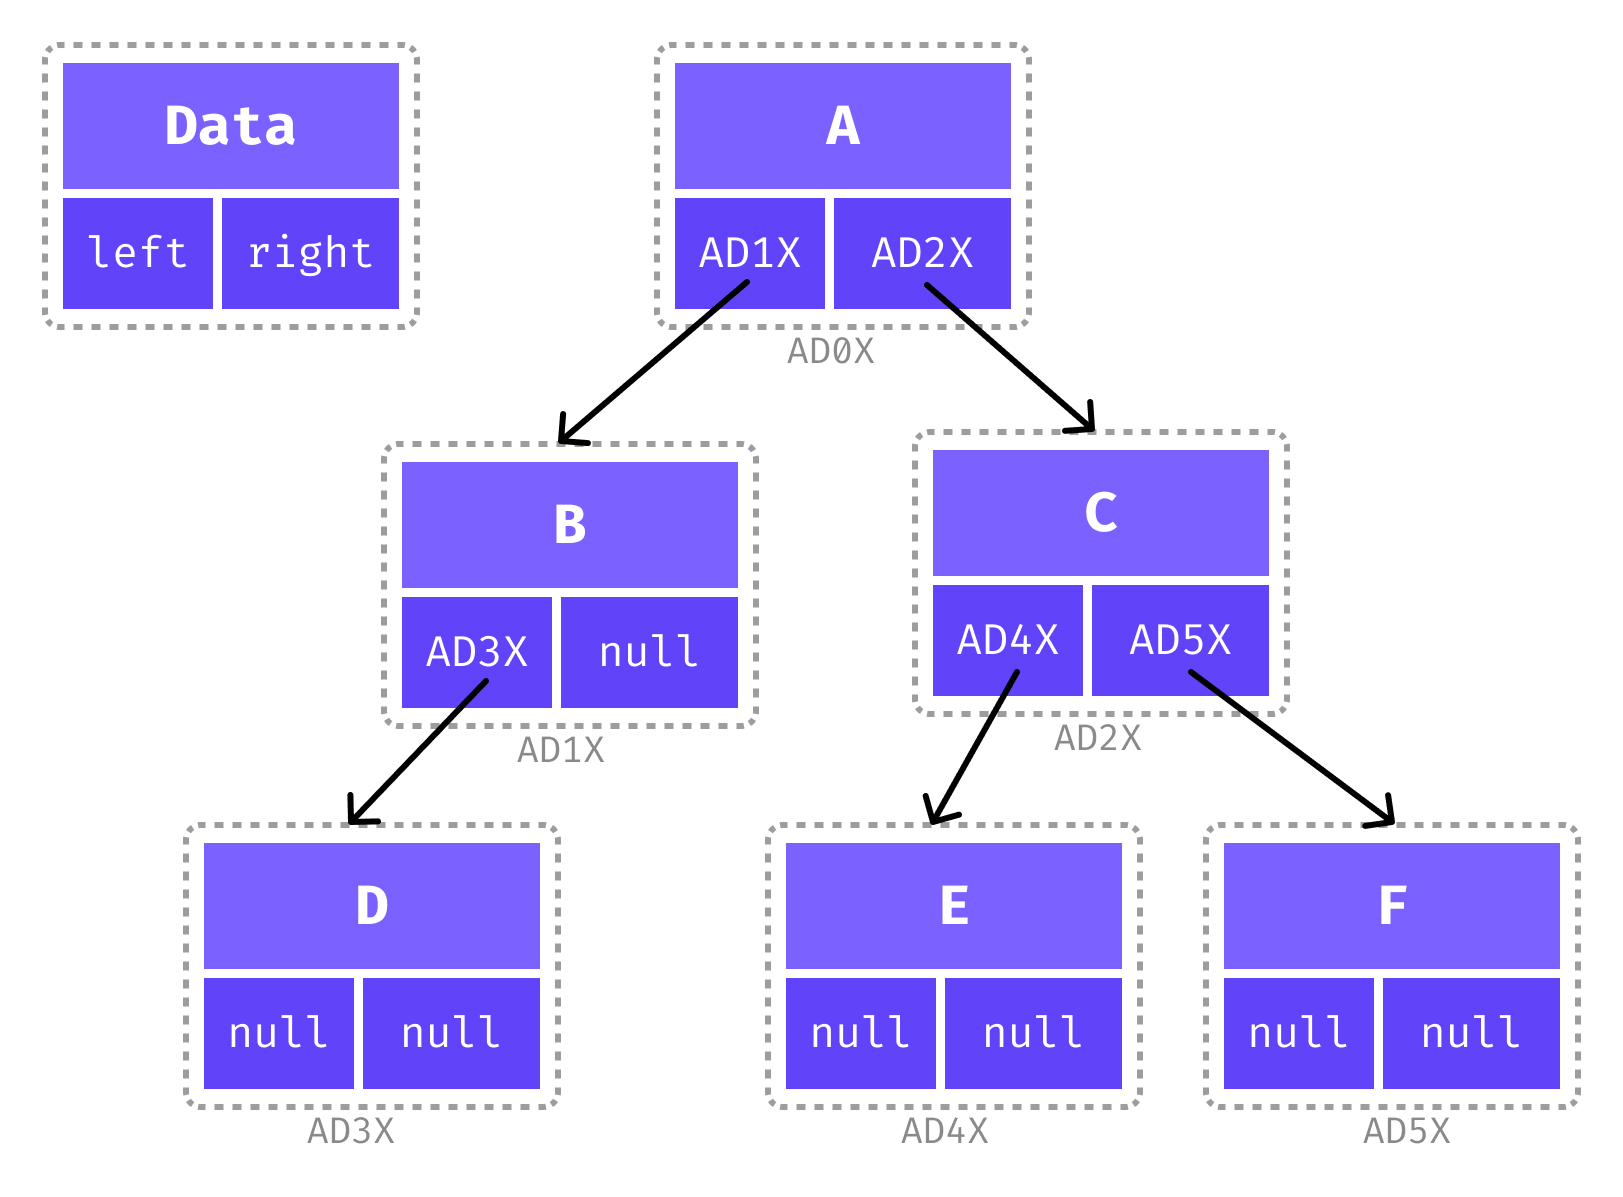 Data
left right
A
AD1X AD2X
AD0X
B
AD3X null
AD1X
C
AD4X AD5X
AD2X
D
null null
AD3X
E
null null
AD4X
F
null null
AD5X